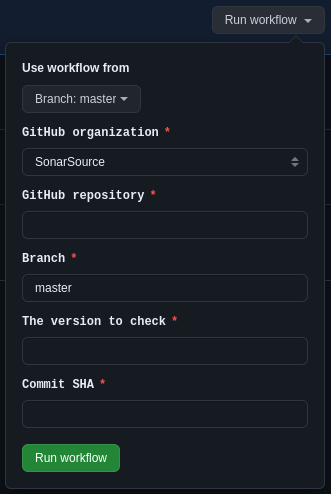 Run workflow
Use workflow from
Branch: master
GitHub organization *
SonarSource
GitHub repository *
Branch *
master
The version to check *
Commit SHA *
Run workflow